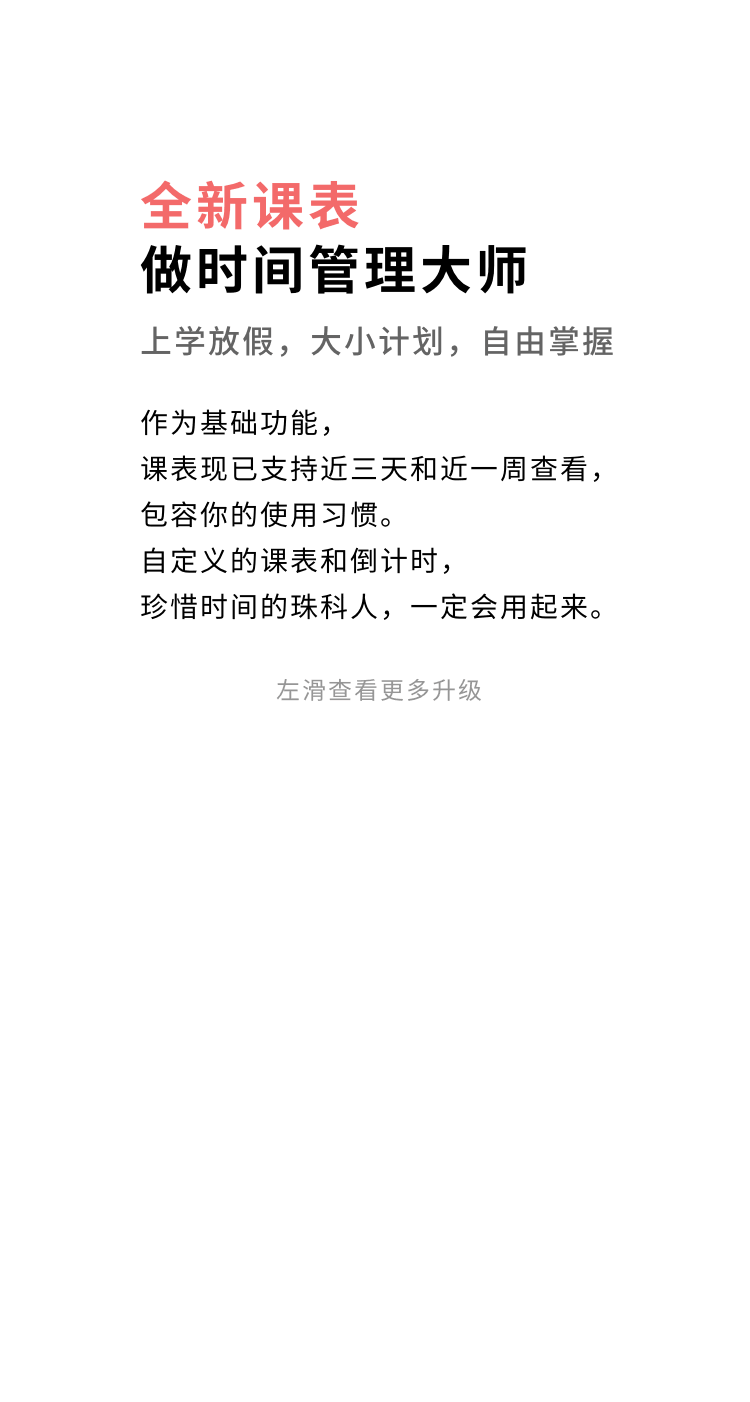 全新课表
做时间管理大师
上学放假，大小计划，自由掌握
作为基础功能，
课表现已支持近三天和近一周查看，
包容你的使用习惯。
自定义的课表和倒计时，
珍惜时间的珠科人，一定会用起来。
左滑查看更多升级